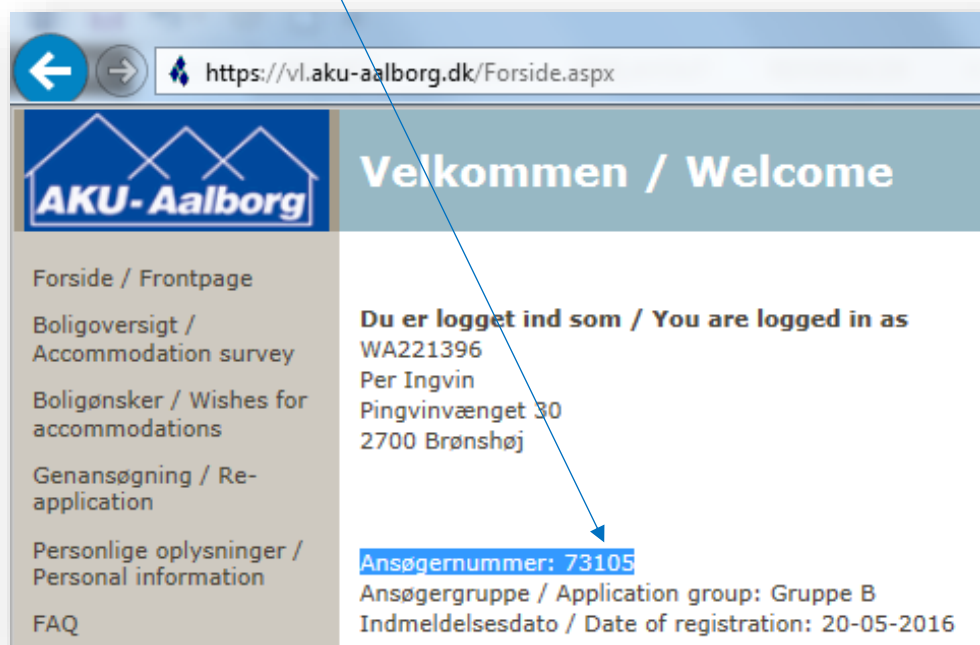 https://vl.aku-aalborg.dk/Forside.aspx
AKU-Aalborg
Velkommen / Welcome
Forside / Frontpage
Boligoversigt /
Accommodation survey
Boligønsker / Wishes for
accommodations
Genansøgning / Re-
application
Personlige oplysninger /
Personal information
FAQ
Du er logget ind som / You are logged in as
WA221396
Per Ingvin
Pingvinvænget 30
2700 Brønshøj
Ansøgernummer: 73105
Ansøgergruppe / Application group: Gruppe B
Indmeldelsesdato / Date of registration: 20-05-2016